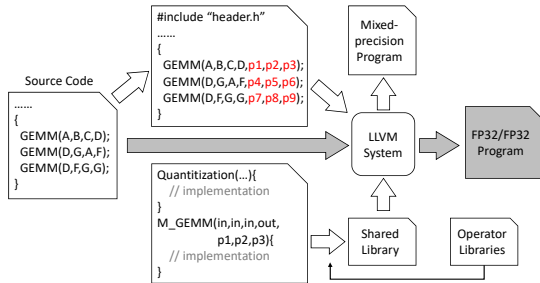 Source Code
……
{
GEMM(A,B,C,D);
GEMM(D,G,A,F);
GEMM(D,F,G,G);
}
#include “header.h”
……
{
GEMM(A,B,C,D,p1,p2,p3);
GEMM(D,G,A,F,p4,p5,p6);
GEMM(D,F,G,G,p7,p8,p9);
}
Quantitization(…){
// implementation
}
M_GEMM(in,in,in,out,
p1,p2,p3){
// implementation
}
Mixed-
precision
Program
LLVM
System
FP32/FP32
Program
Shared
Library
Operator
Libraries